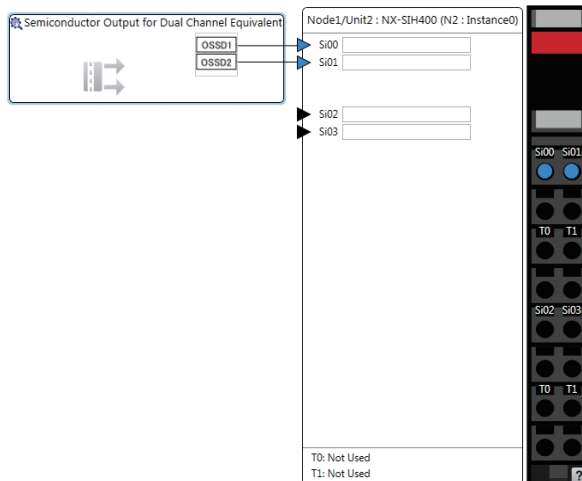 Semiconductor Output for Dual Channel Equivalent
OSSD1
OSSD2
Node1/Unit2 : NX-SIH400 (N2 : Instance0)
Si00
Si01
Si02
Si03
T0: Not Used
T1: Not Used
Si00 Si01
T0 T1
Si02 Si03
T0 T1
?